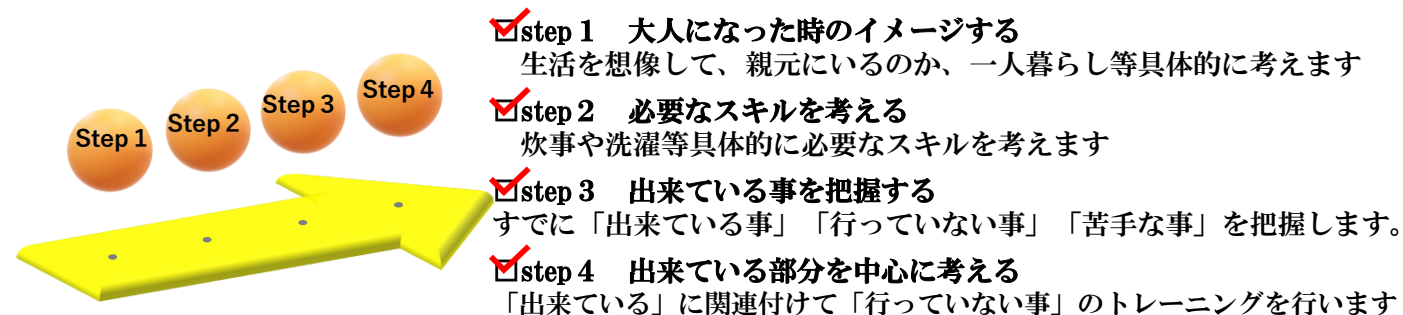 Step 1
Step 2
Step 3
Step 4
step 1 大人になった時のイメージする
生活を想像して、親元にいるのか、一人暮らし等具体的に考えます
step 2 必要なスキルを考える
炊事や洗濯等具体的に必要なスキルを考えます
step 3 出来ている事を把握する
すでに「出来ている事」「行っていない事」「苦手な事」を把握します。
step 4 出来ている部分を中心に考える
「出来ている」に関連付けて「行っていない事」のトレーニングを行います